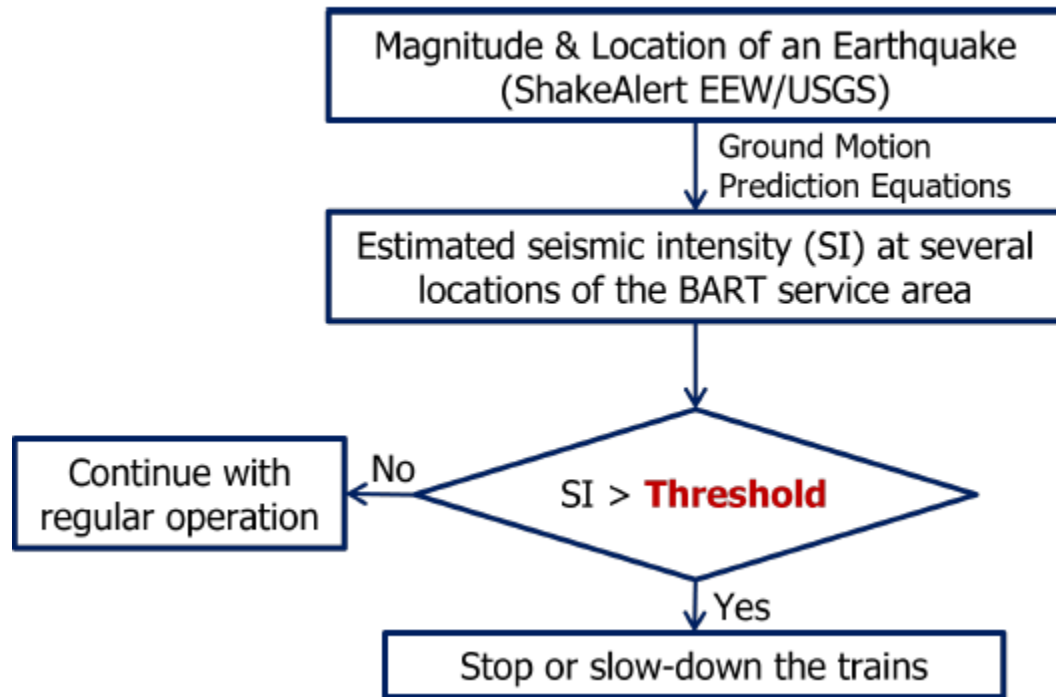 Magnitude & Location of an Earthquake
(ShakeAlert EEW/USGS)
Ground Motion
Prediction Equations
Estimated seismic intensity (SI) at several
locations of the BART service area
SI > Threshold
No
Continue with
regular operation
Yes
Stop or slow-down the trains